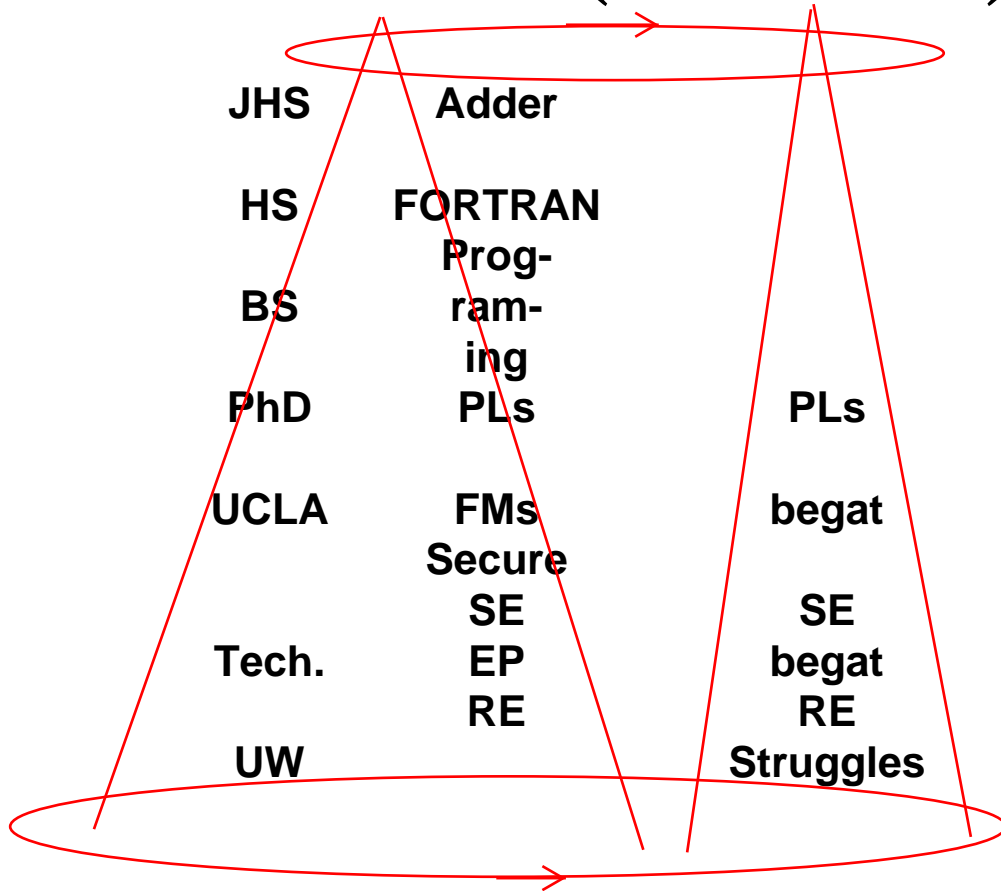 JHS Adder
HS FORTRAN
Prog-
BS ram-
ing
PhD PLs PLs
UCLA FMs begat
Secure
SE SE
Tech. EP begat
RE RE
UW Struggles